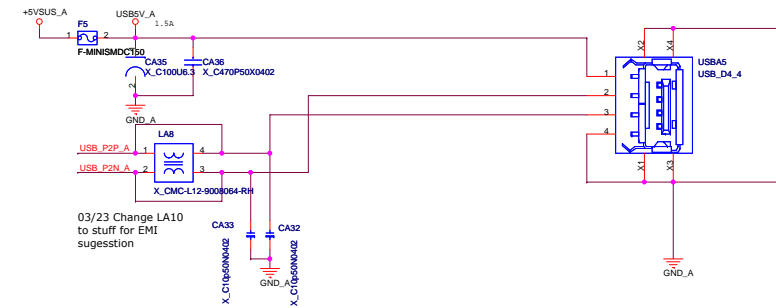 +5VSUS_A
F5
USB5V_A
1.5A
1
2
F-MINISMDCT50
CA35
X_C100U6.3
2
CA36
X_C470P50X0402
GND_A
USB_P2P_A
USB_P2N_A
LA8
1
4
2
3
X_CMC-L12-9008064-RH
03/23 Change LA10
to stuff for EMI
sugesstion
CA33
X_C10p50N0402
CA32
X_C10p50N0402
GND_A
X2
X4
1
2
3
4
X1
X3
USBA5
USB_D4_4
GND_A